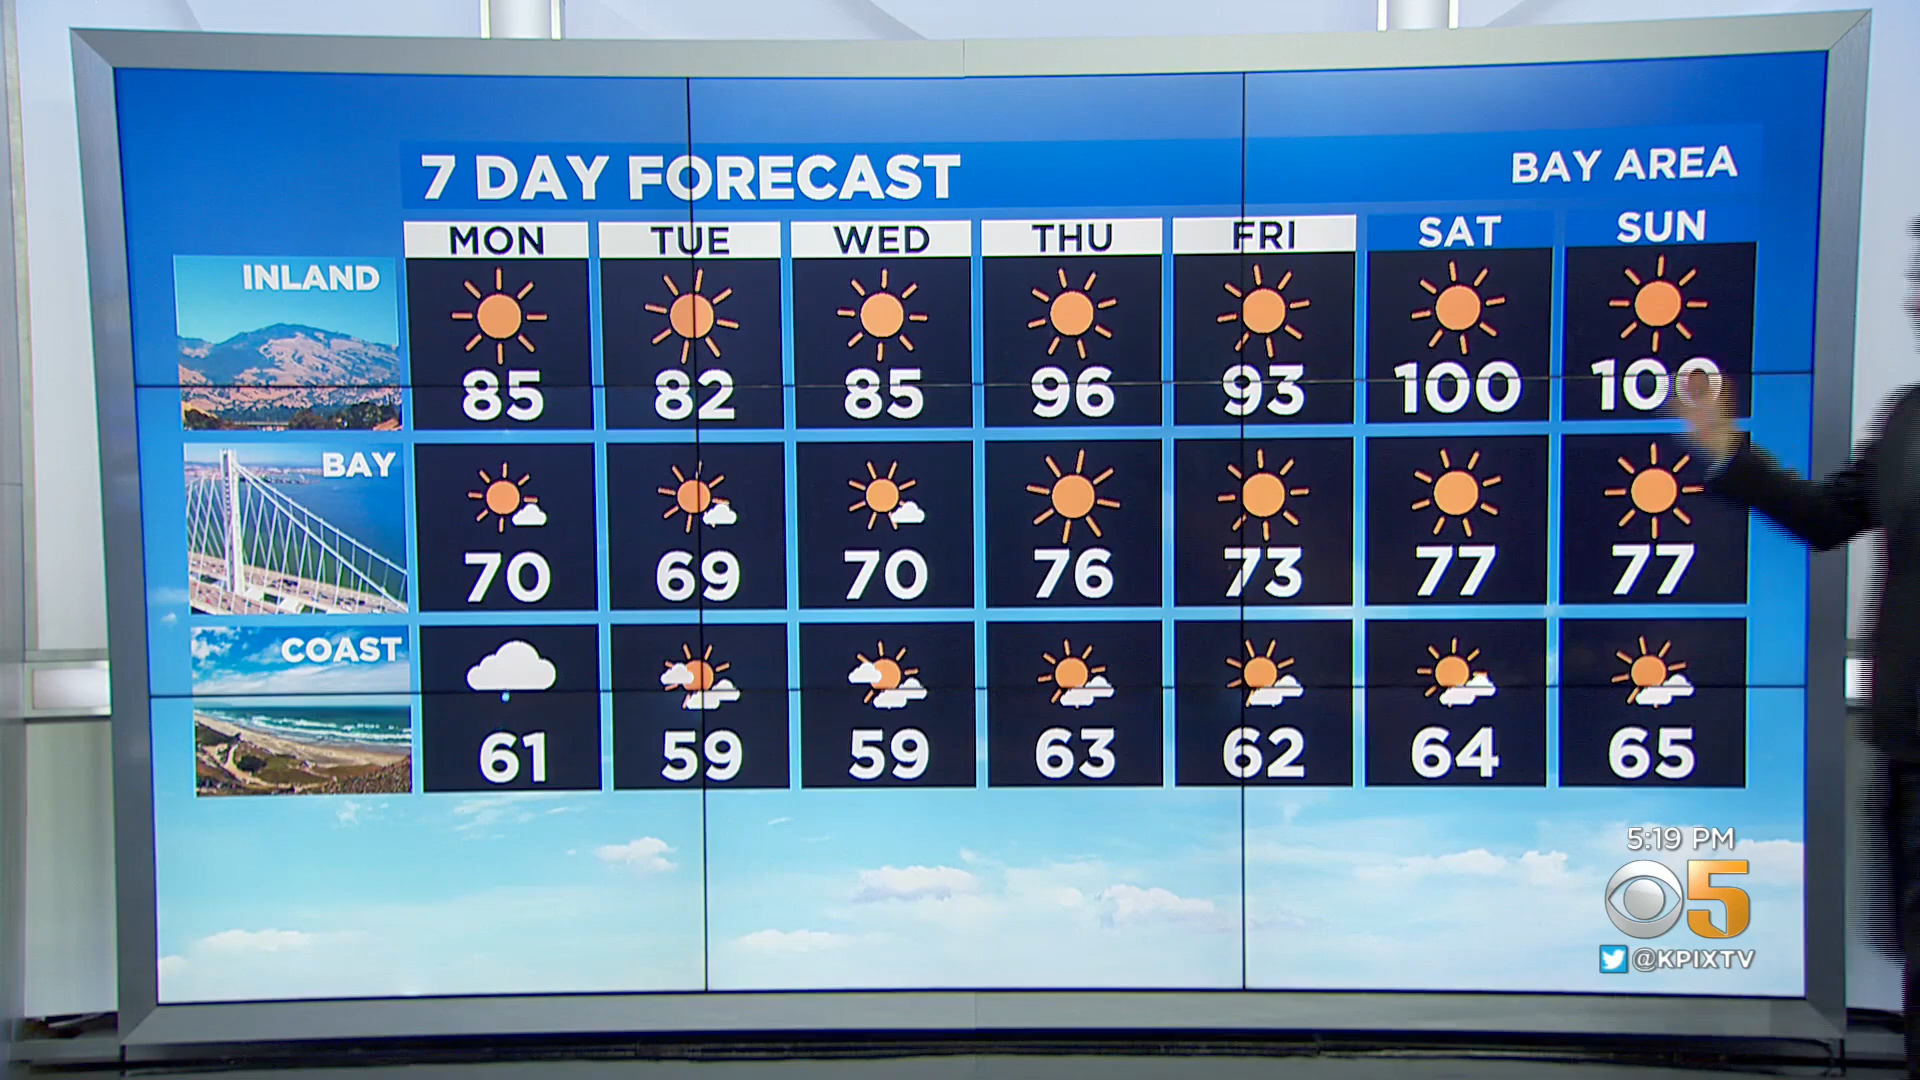 7 DAY FORECAST
BAY AREA
MON TUE WED THU FRI SAT SUN
INLAND
85 82 85 96 93 100 100
BAY
70 69 70 76 73 77 77
COAST
61 59 59 63 62 64 65
5:19 PM
5
@KPIXTV